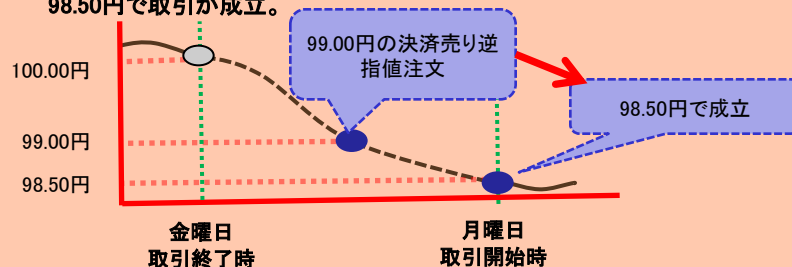 98.50円で取引が成立。
99.00円の決済売り逆
指値注文
98.50円で成立
100.00円
99.00円
98.50円
金曜日
取引終了時
月曜日
取引開始時